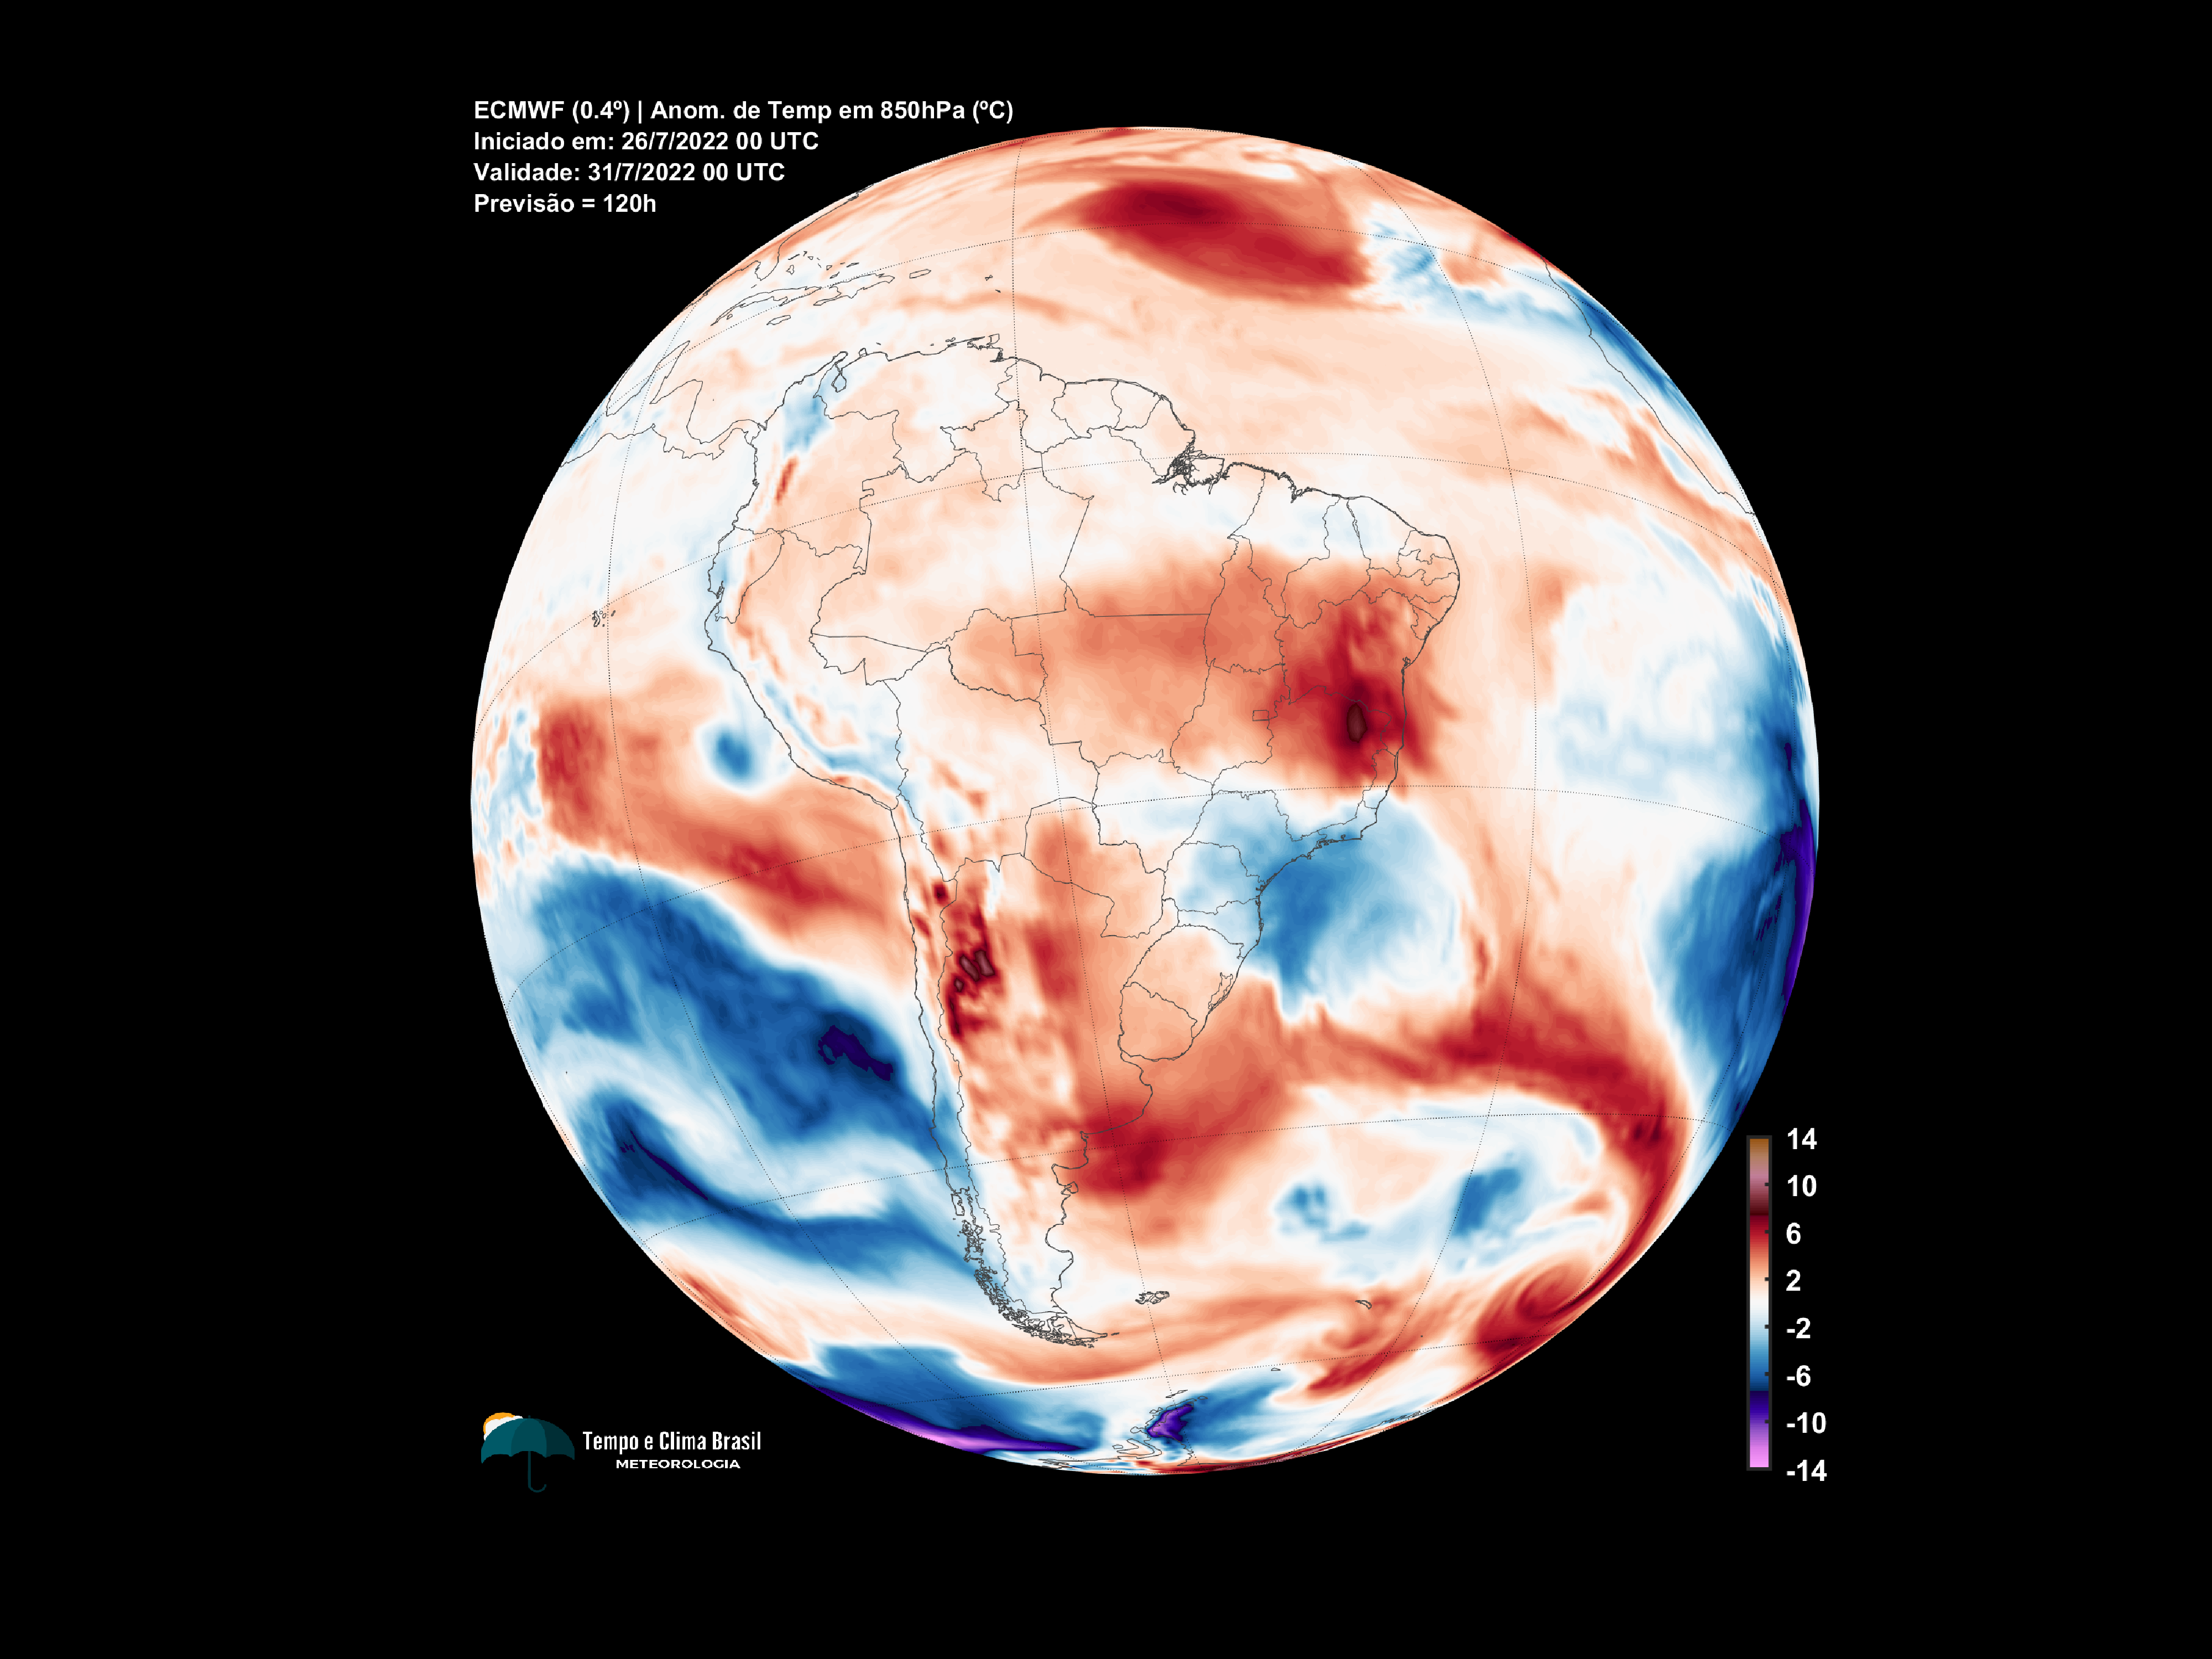 ECMWF (0.4º) | Anom. de Temp em 850hPa (ºC)
Iniciado em: 26/7/2022 00 UTC
Validade: 31/7/2022 00 UTC
Previsão = 120h
14
10
6
2
-2
-6
-10
-14
Tempo e Clima Brasil
METEOROLOGIA